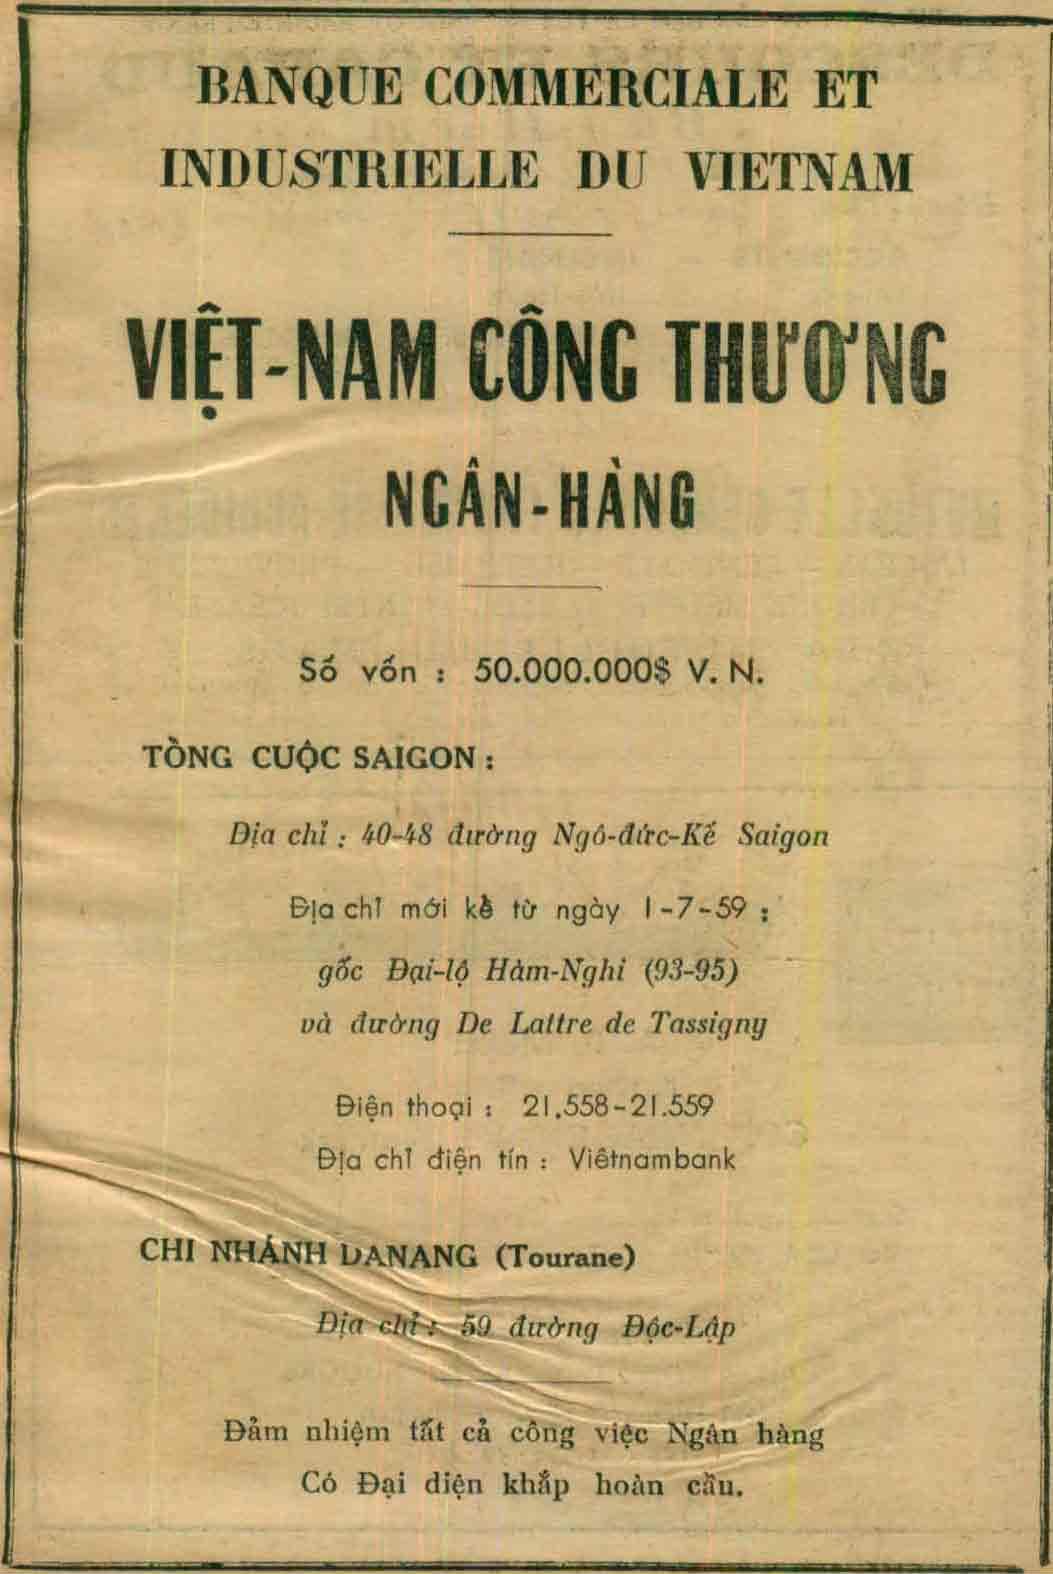 BANQUE COMMERCIALE ET
INDUSTRIELLE DU VIETNAM
VIỆT-NAM CÔNG THƯƠNG
NGÂN-HÀNG
Số vốn : 50.000.000$ V. N.
TỔNG CUỘC SAIGON :
Địa chỉ : 40-48 đường Ngô-đức-Kế Saigon
Địa chỉ mới kể từ ngày 1-7-59 :
gốc Đại-lộ Hàm-Nghi (93-95)
và đường De Lattre de Tassigny
Điện thoại : 21.558-21.559
Địa chỉ điện tín : Viêtnambank
CHI NHÁNH DANANG (Tourane)
Địa chỉ : 59 đường Độc-Lập
Đảm nhiệm tất cả công việc Ngân hàng
Có Đại diện khắp hoàn cầu.